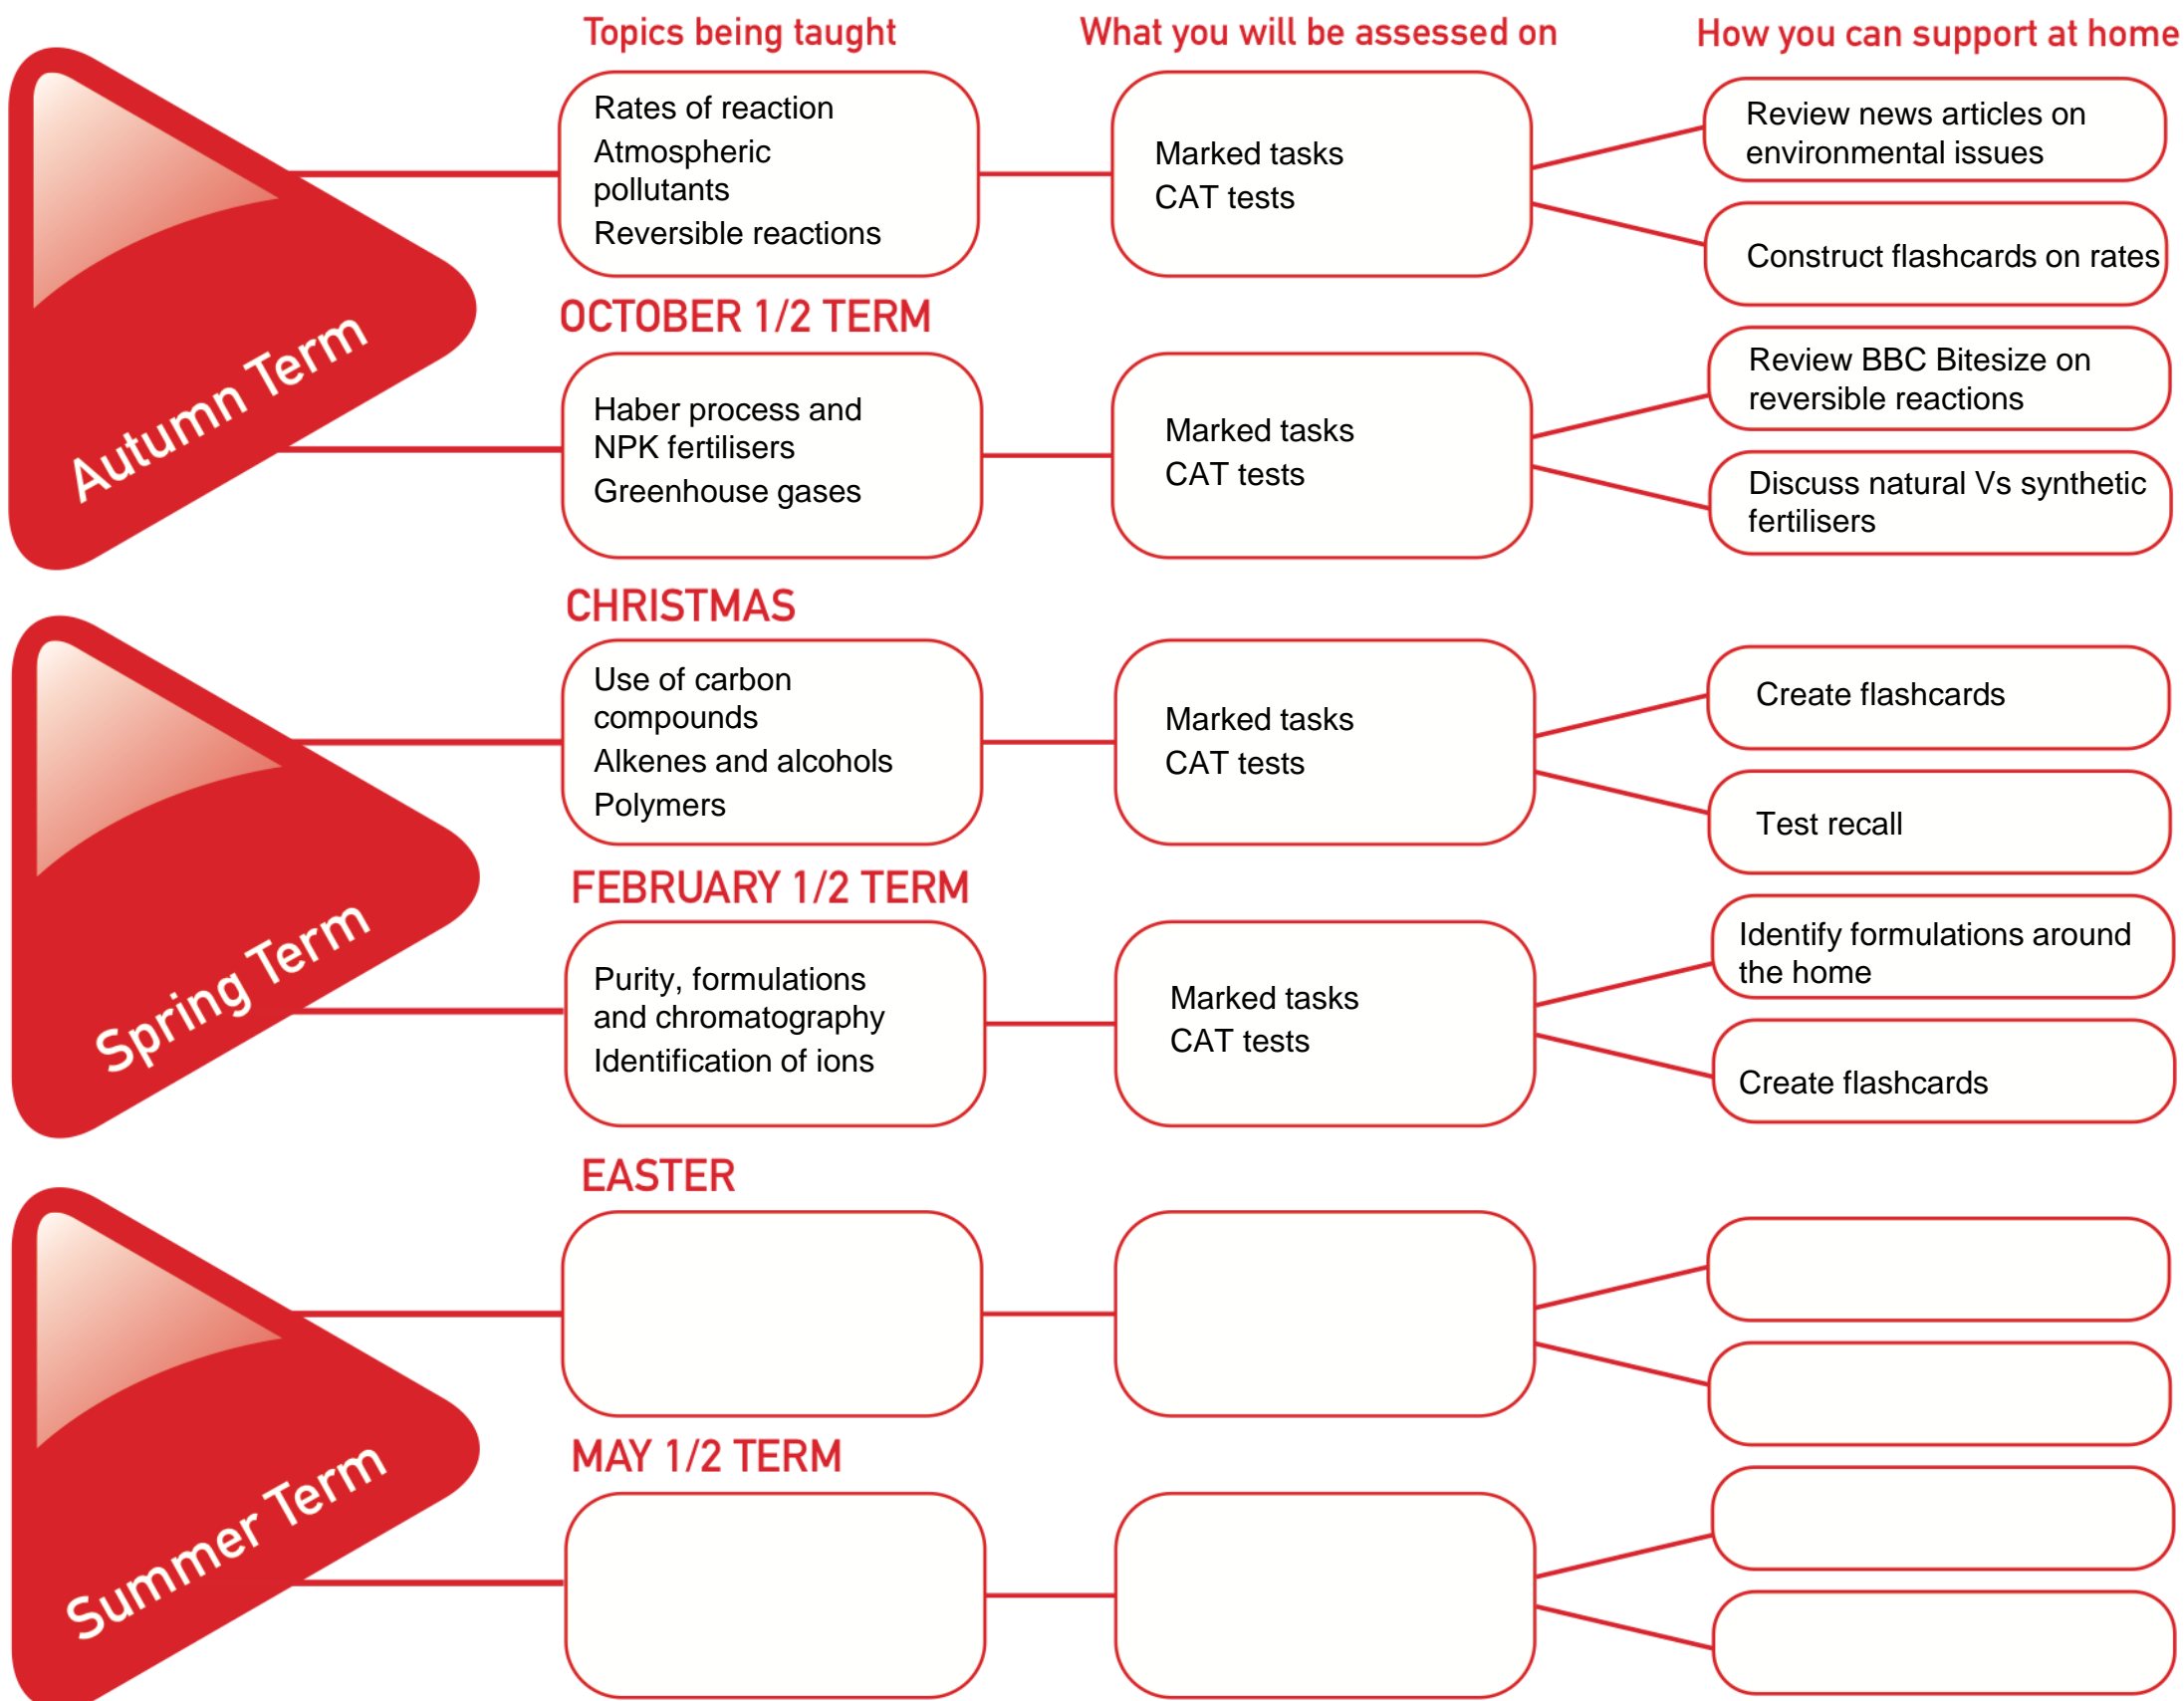 Topics being taught
What you will be assessed on
How you can support at home
Autumn Term
Rates of reaction
Atmospheric
pollutants
Reversible reactions
Marked tasks
CAT tests
Review news articles on
environmental issues
Construct flashcards on rates
OCTOBER 1/2 TERM
Haber process and
NPK fertilisers
Greenhouse gases
Marked tasks
CAT tests
Review BBC Bitesize on
reversible reactions
Discuss natural Vs synthetic
fertilisers
CHRISTMAS
Spring Term
Use of carbon
compounds
Alkenes and alcohols
Polymers
Marked tasks
CAT tests
Create flashcards
Test recall
FEBRUARY 1/2 TERM
Purity, formulations
and chromatography
Identification of ions
Marked tasks
CAT tests
Identify formulations around
the home
Create flashcards
EASTER
Summer Term
MAY 1/2 TERM